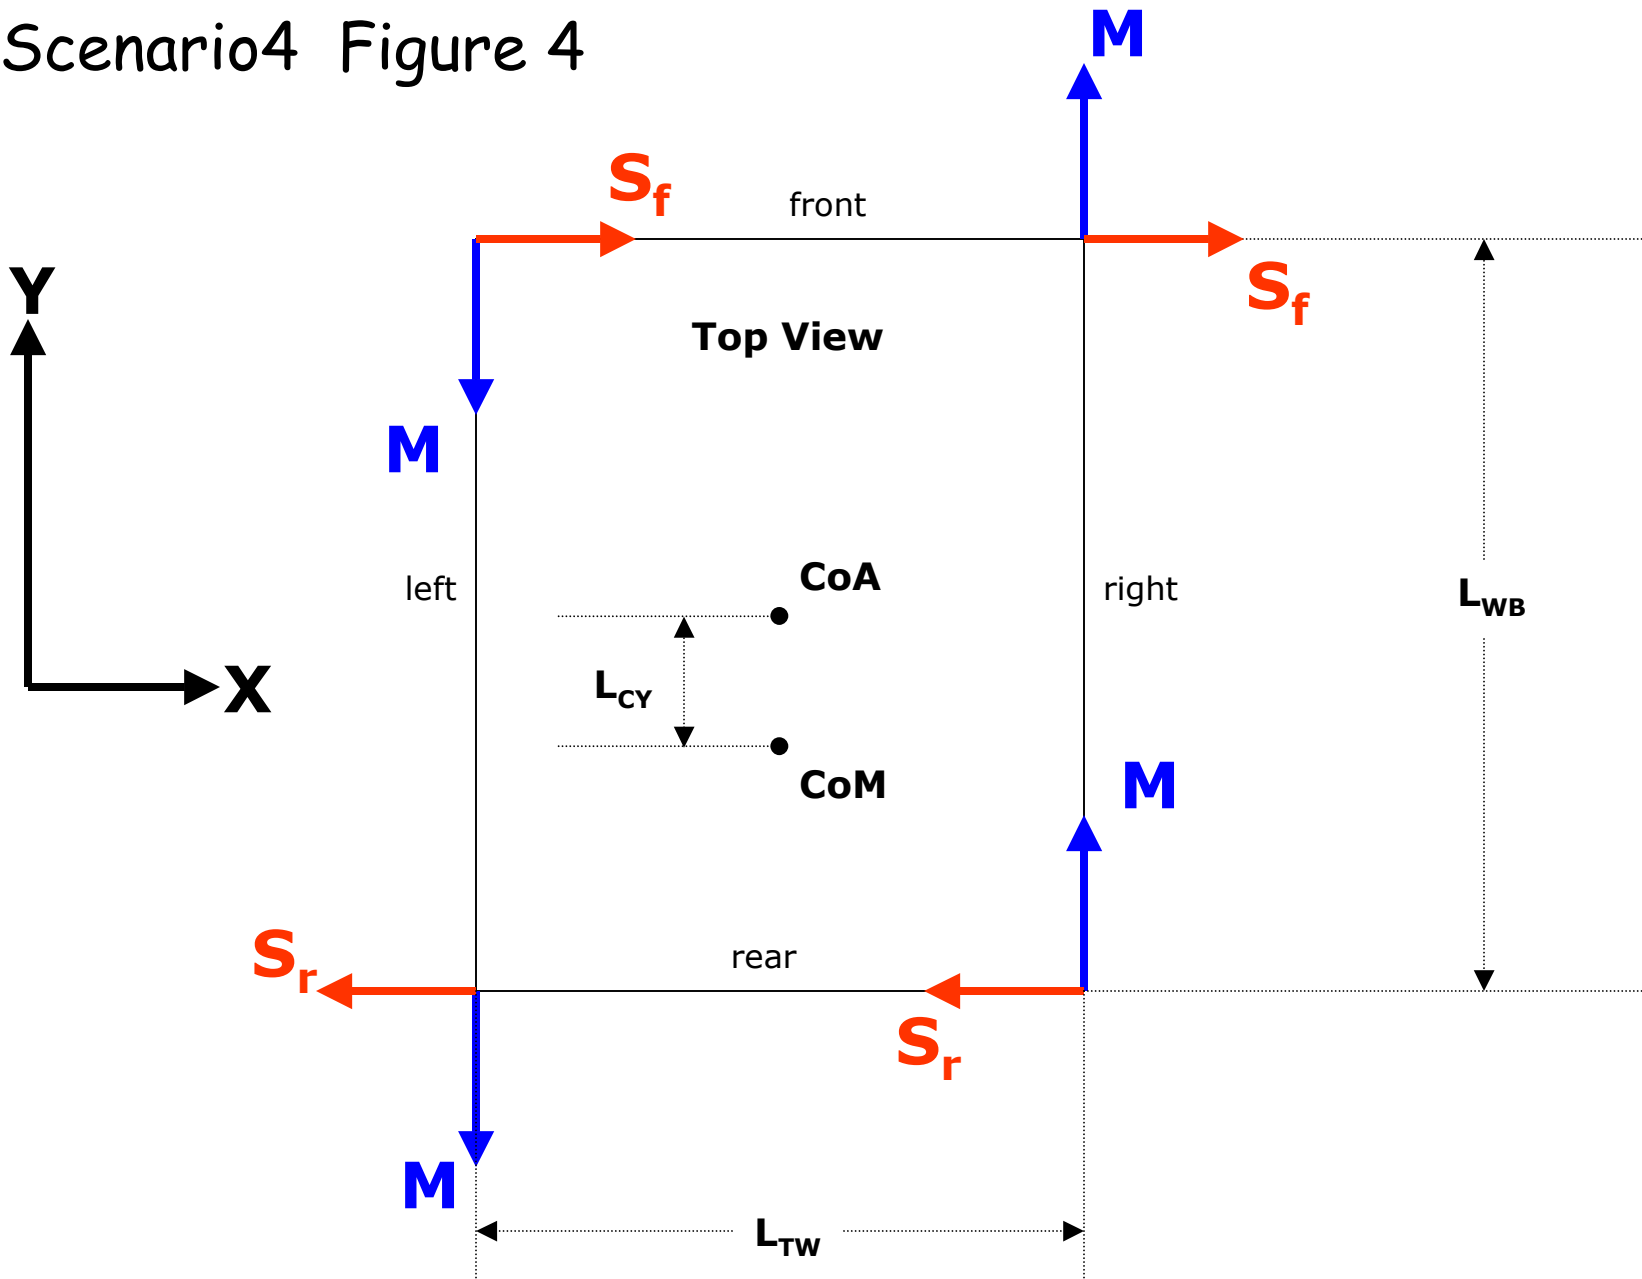 Scenario4 Figure 4
M
Sf
front
Sf
Y
Top View
M
CoA
left
right
LWB
X
LCY
CoM
M
Sr
rear
Sr
M
LTW